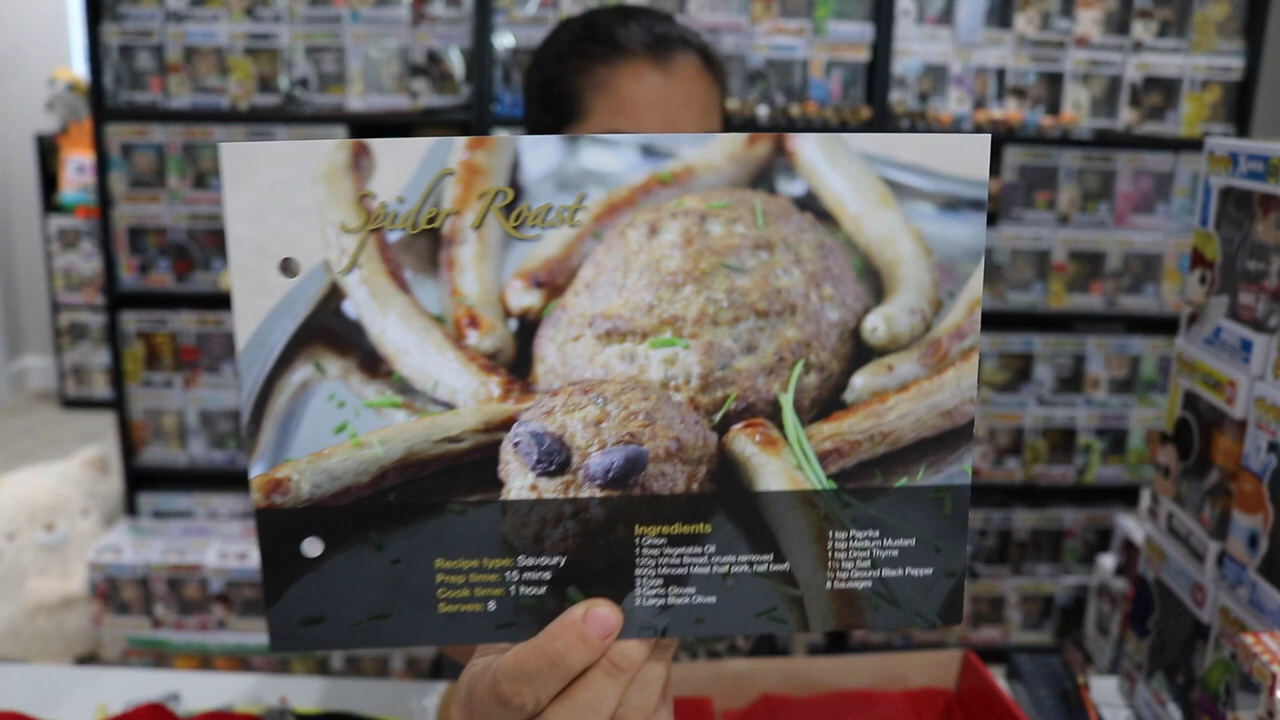 Spider Roast
Recipe type: Savoury
Prep time: 15 mins
Cook time: 1 hour
Serves: 8
Ingredients
1 Onion
1 tbsp Vegetable Oil
120g White Bread, crusts removed
800g Minced Meat (half pork, half beef)
3 Eggs
3 Garlic Cloves
2 Large Black Olives
1 tsp Paprika
1 tsp Medium Mustard
1 tsp Dried Thyme
1½ tsp Salt
½ tsp Ground Black Pepper
8 Sausages